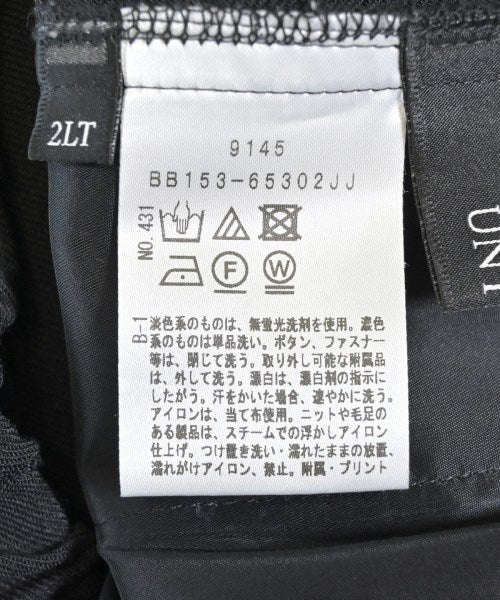 2LT
9145
BB153-65302JJ
NO. 431
F
W
B-1
淡色系のものは、無蛍光洗剤を使用。濃色
系のものは単品洗い。ボタン、ファスナー
等は、閉じて洗う。取り外し可能な附属品
は、外して洗う。漂白は、漂白剤の指示に
したがう。汗をかいた場合、速やかに洗う。
アイロンは、当て布使用。ニットや毛足の
ある製品は、スチームでの浮かしアイロン
仕上げ。つけ置き洗い・濡れたままの放置、
濡れがけアイロン、禁止。附属・プリント